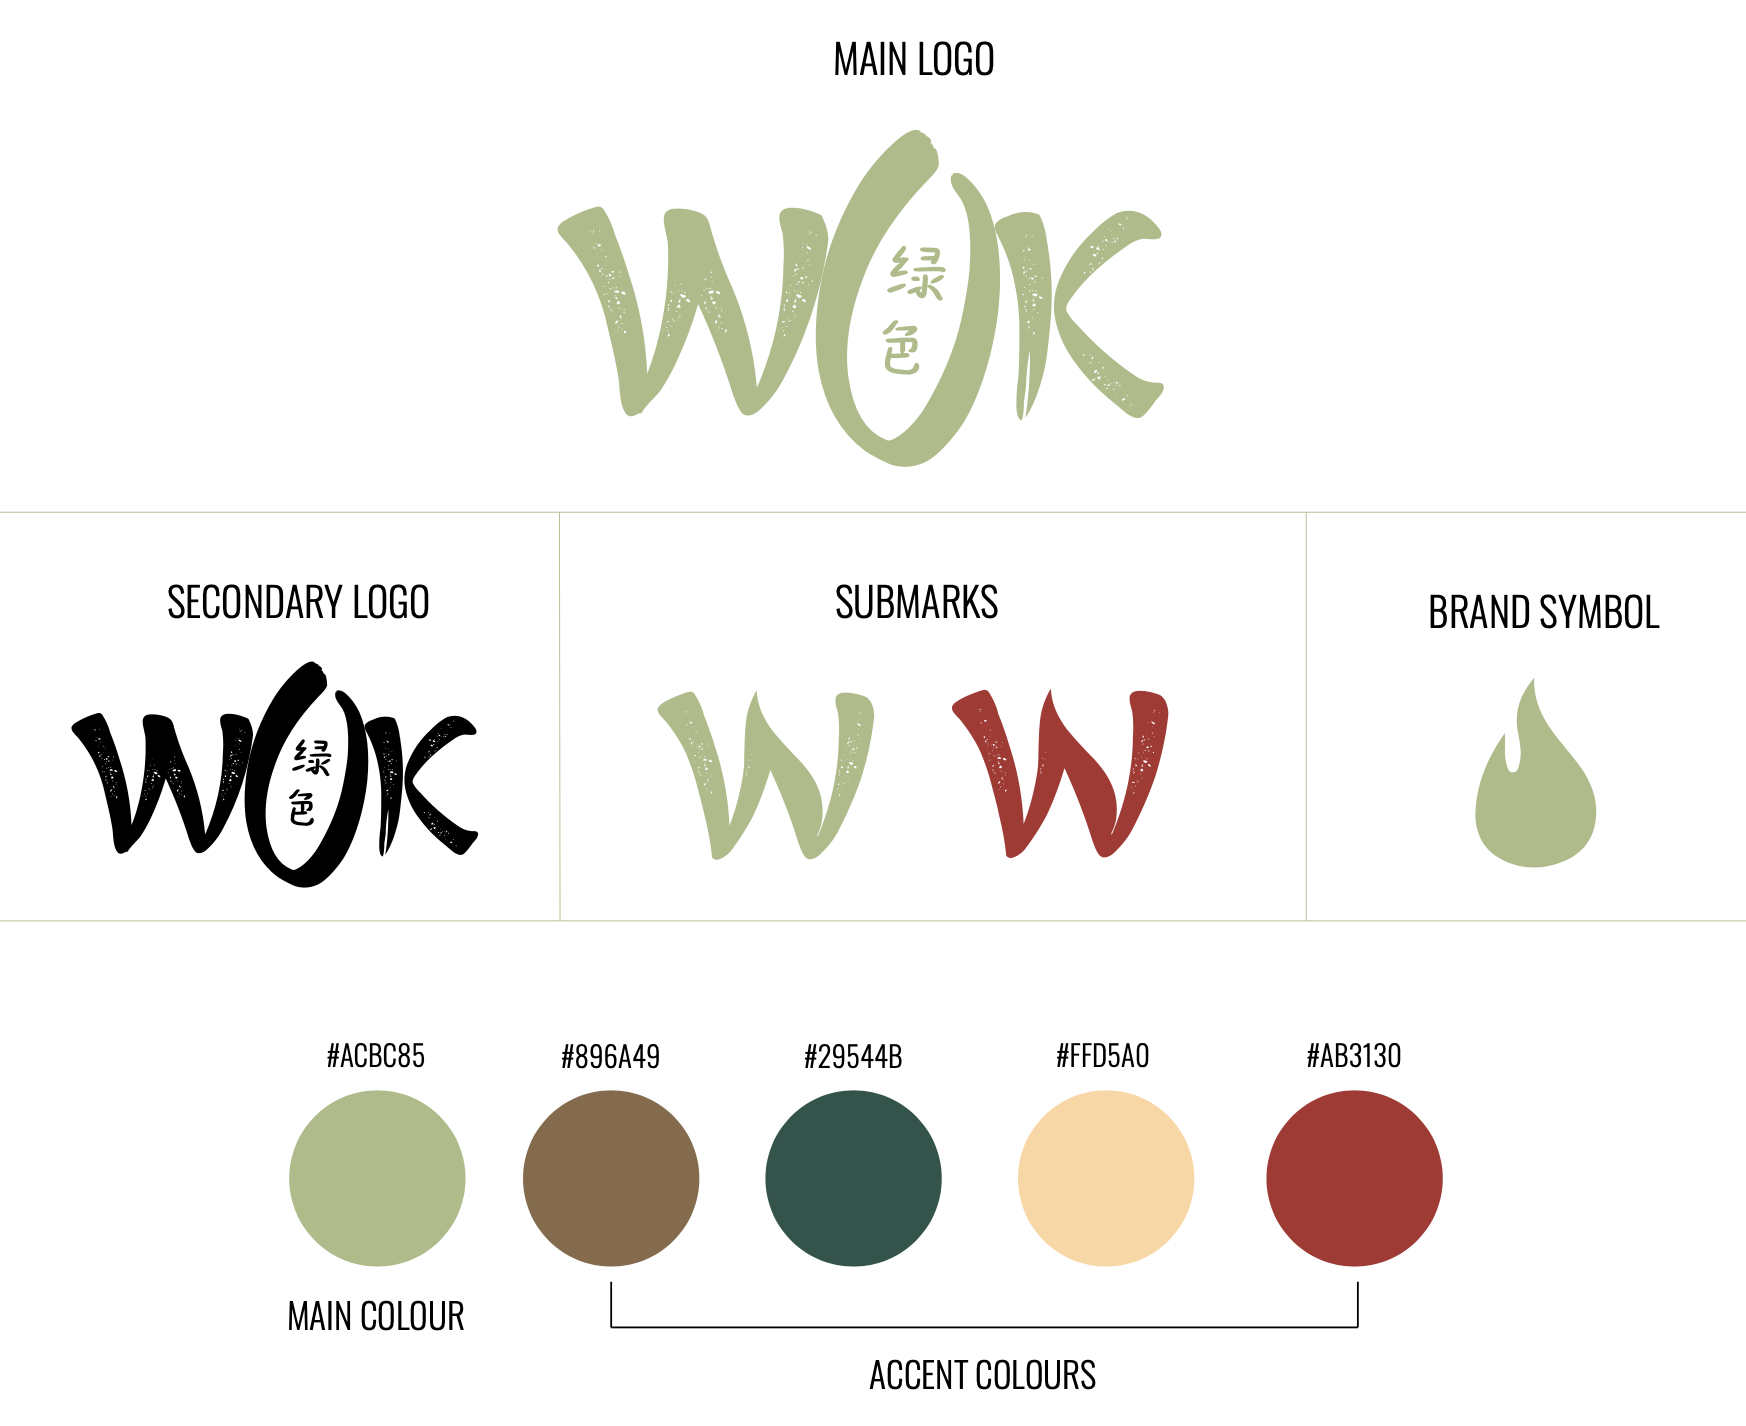 MAIN LOGO
WOK
绿
色
SECONDARY LOGO
SUBMARKS
BRAND SYMBOL
WOK
绿
色
W
W
#ACBC85
#896A49
#29544B
#FFD5A0
#AB3130
MAIN COLOUR
ACCENT COLOURS